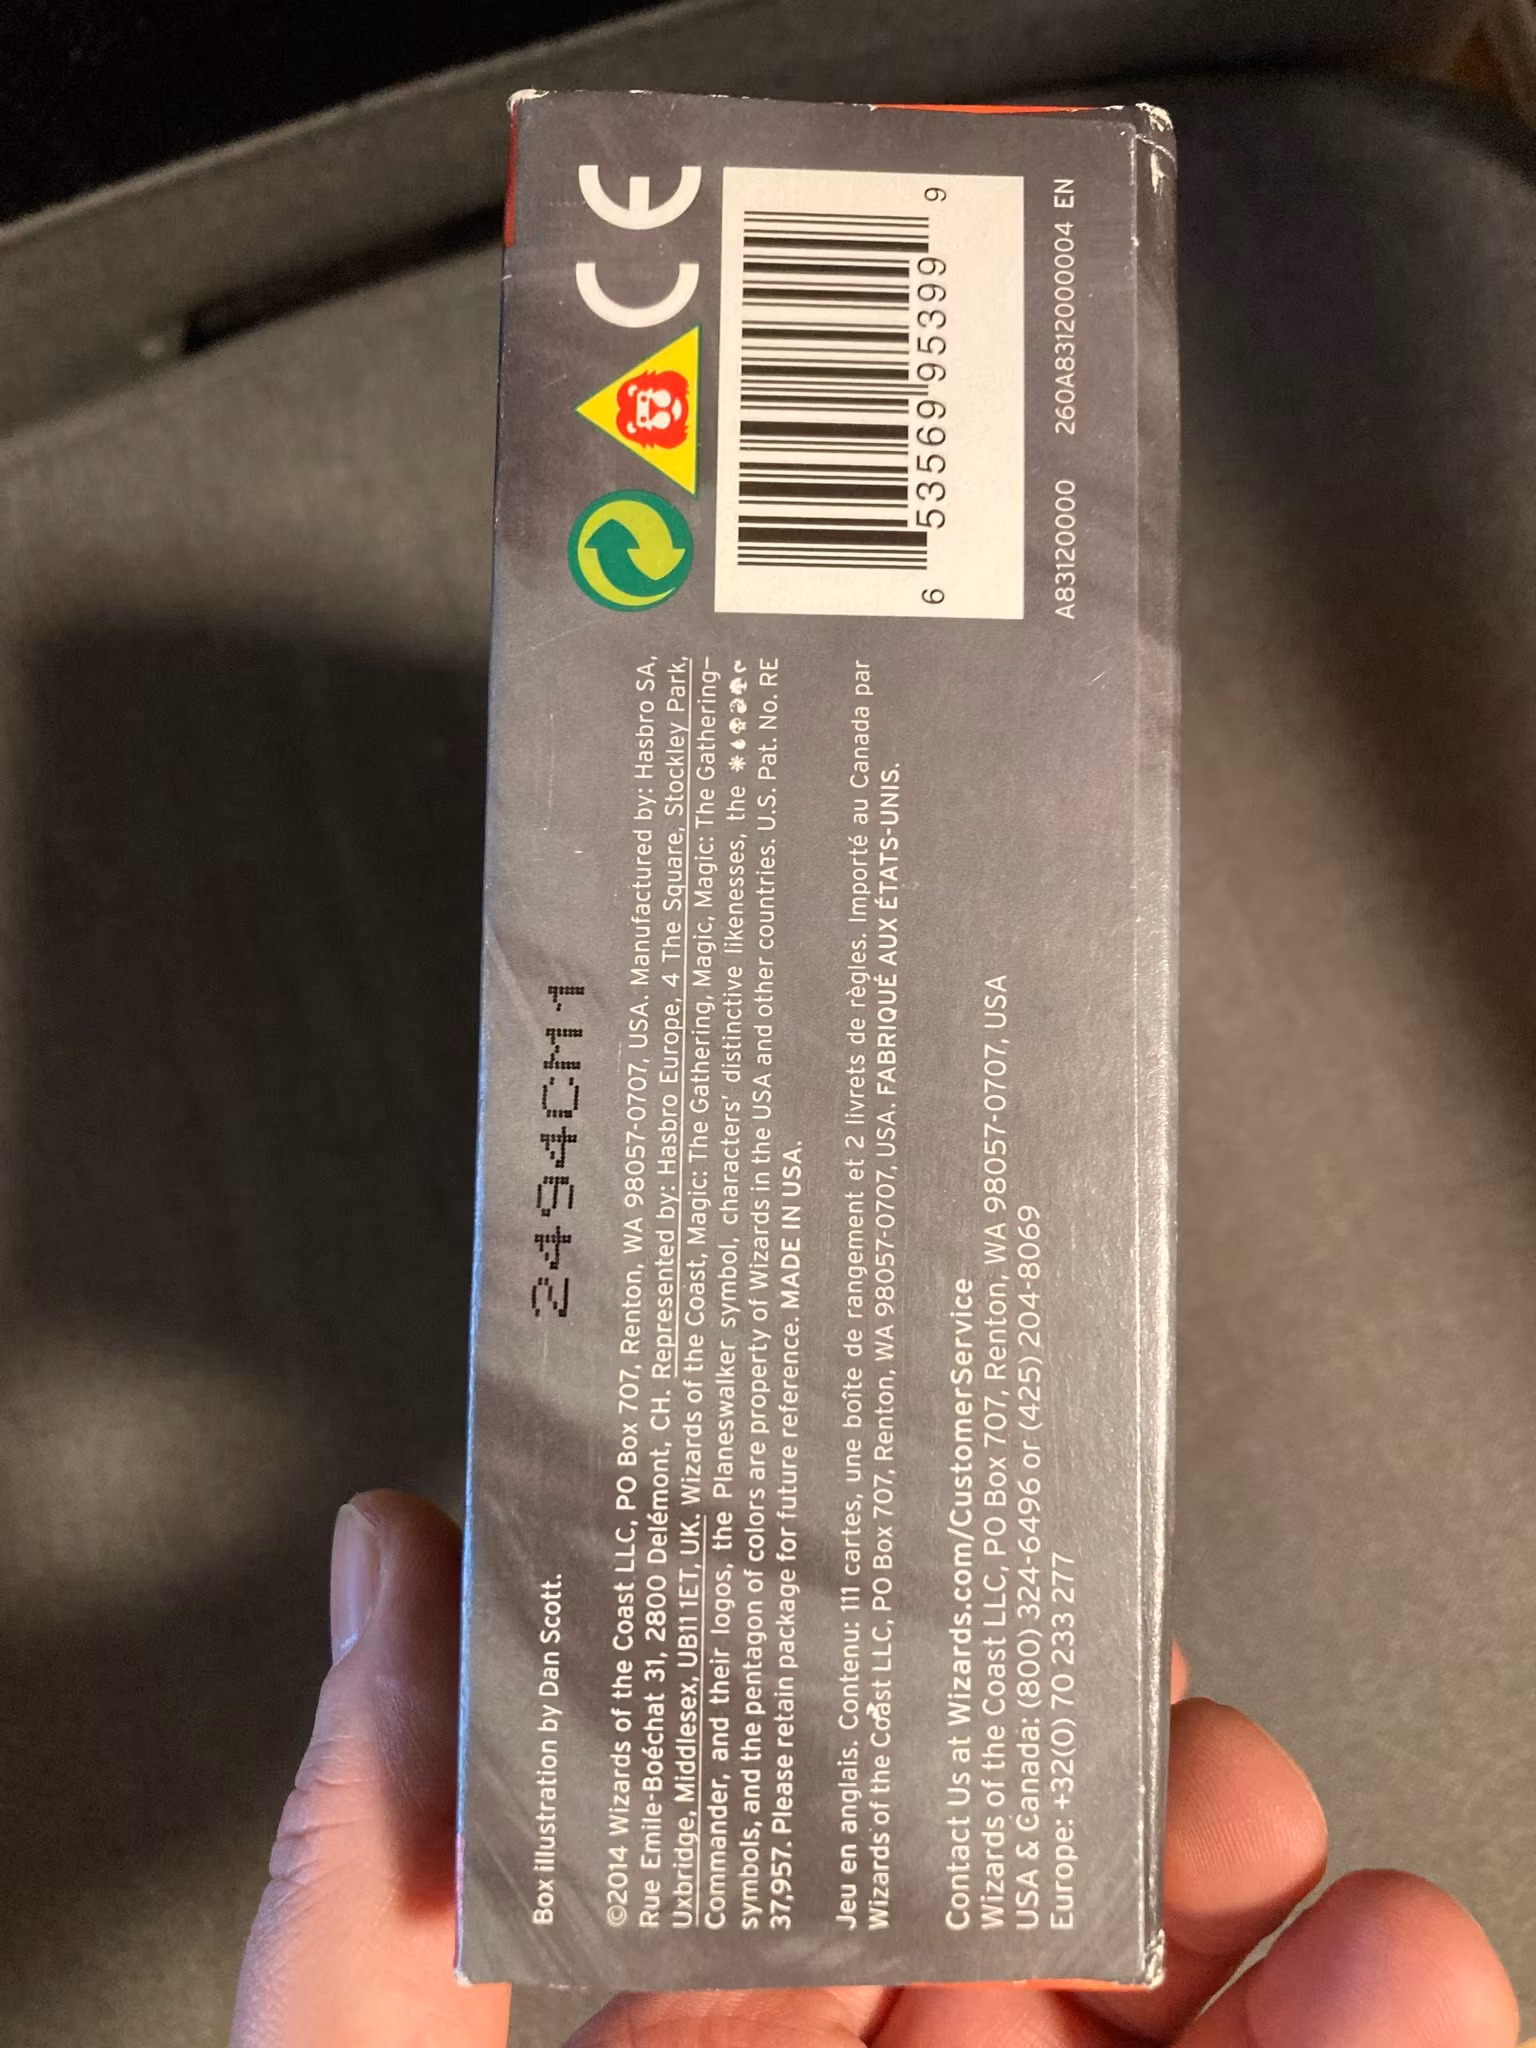 2494CM1
Box illustration by Dan Scott.
©2014 Wizards of the Coast LLC, PO Box 707, Renton, WA 98057-0707, USA. Manufactured by: Hasbro SA,
Rue Emile-Boéchat 31, 2800 Delémont, CH. Represented by: Hasbro Europe, 4 The Square, Stockley Park,
Uxbridge, Middlesex, UB11 1ET, UK. Wizards of the Coast, Magic: The Gathering, Magic, Magic: The Gathering–
Commander, and their logos, the Planeswalker symbol, characters' distinctive likenesses, the
symbols, and the pentagon of colors are property of Wizards in the USA and other countries. U.S. Pat. No. RE
37,957. Please retain package for future reference. MADE IN USA.
Jeu en anglais. Contenu: 111 cartes, une boîte de rangement et 2 livrets de règles. Importé au Canada par
Wizards of the Coast LLC, PO Box 707, Renton, WA 98057-0707, USA. FABRIQUÉ AUX ÉTATS-UNIS.
Contact Us at Wizards.com/CustomerService
Wizards of the Coast LLC, PO Box 707, Renton, WA 98057-0707, USA
USA & Canada: (800) 324-6496 or (425) 204-8069
Europe: +32(0) 70 233 277
CE
6 53569 95399 9
A83120000 260A83120000004 EN